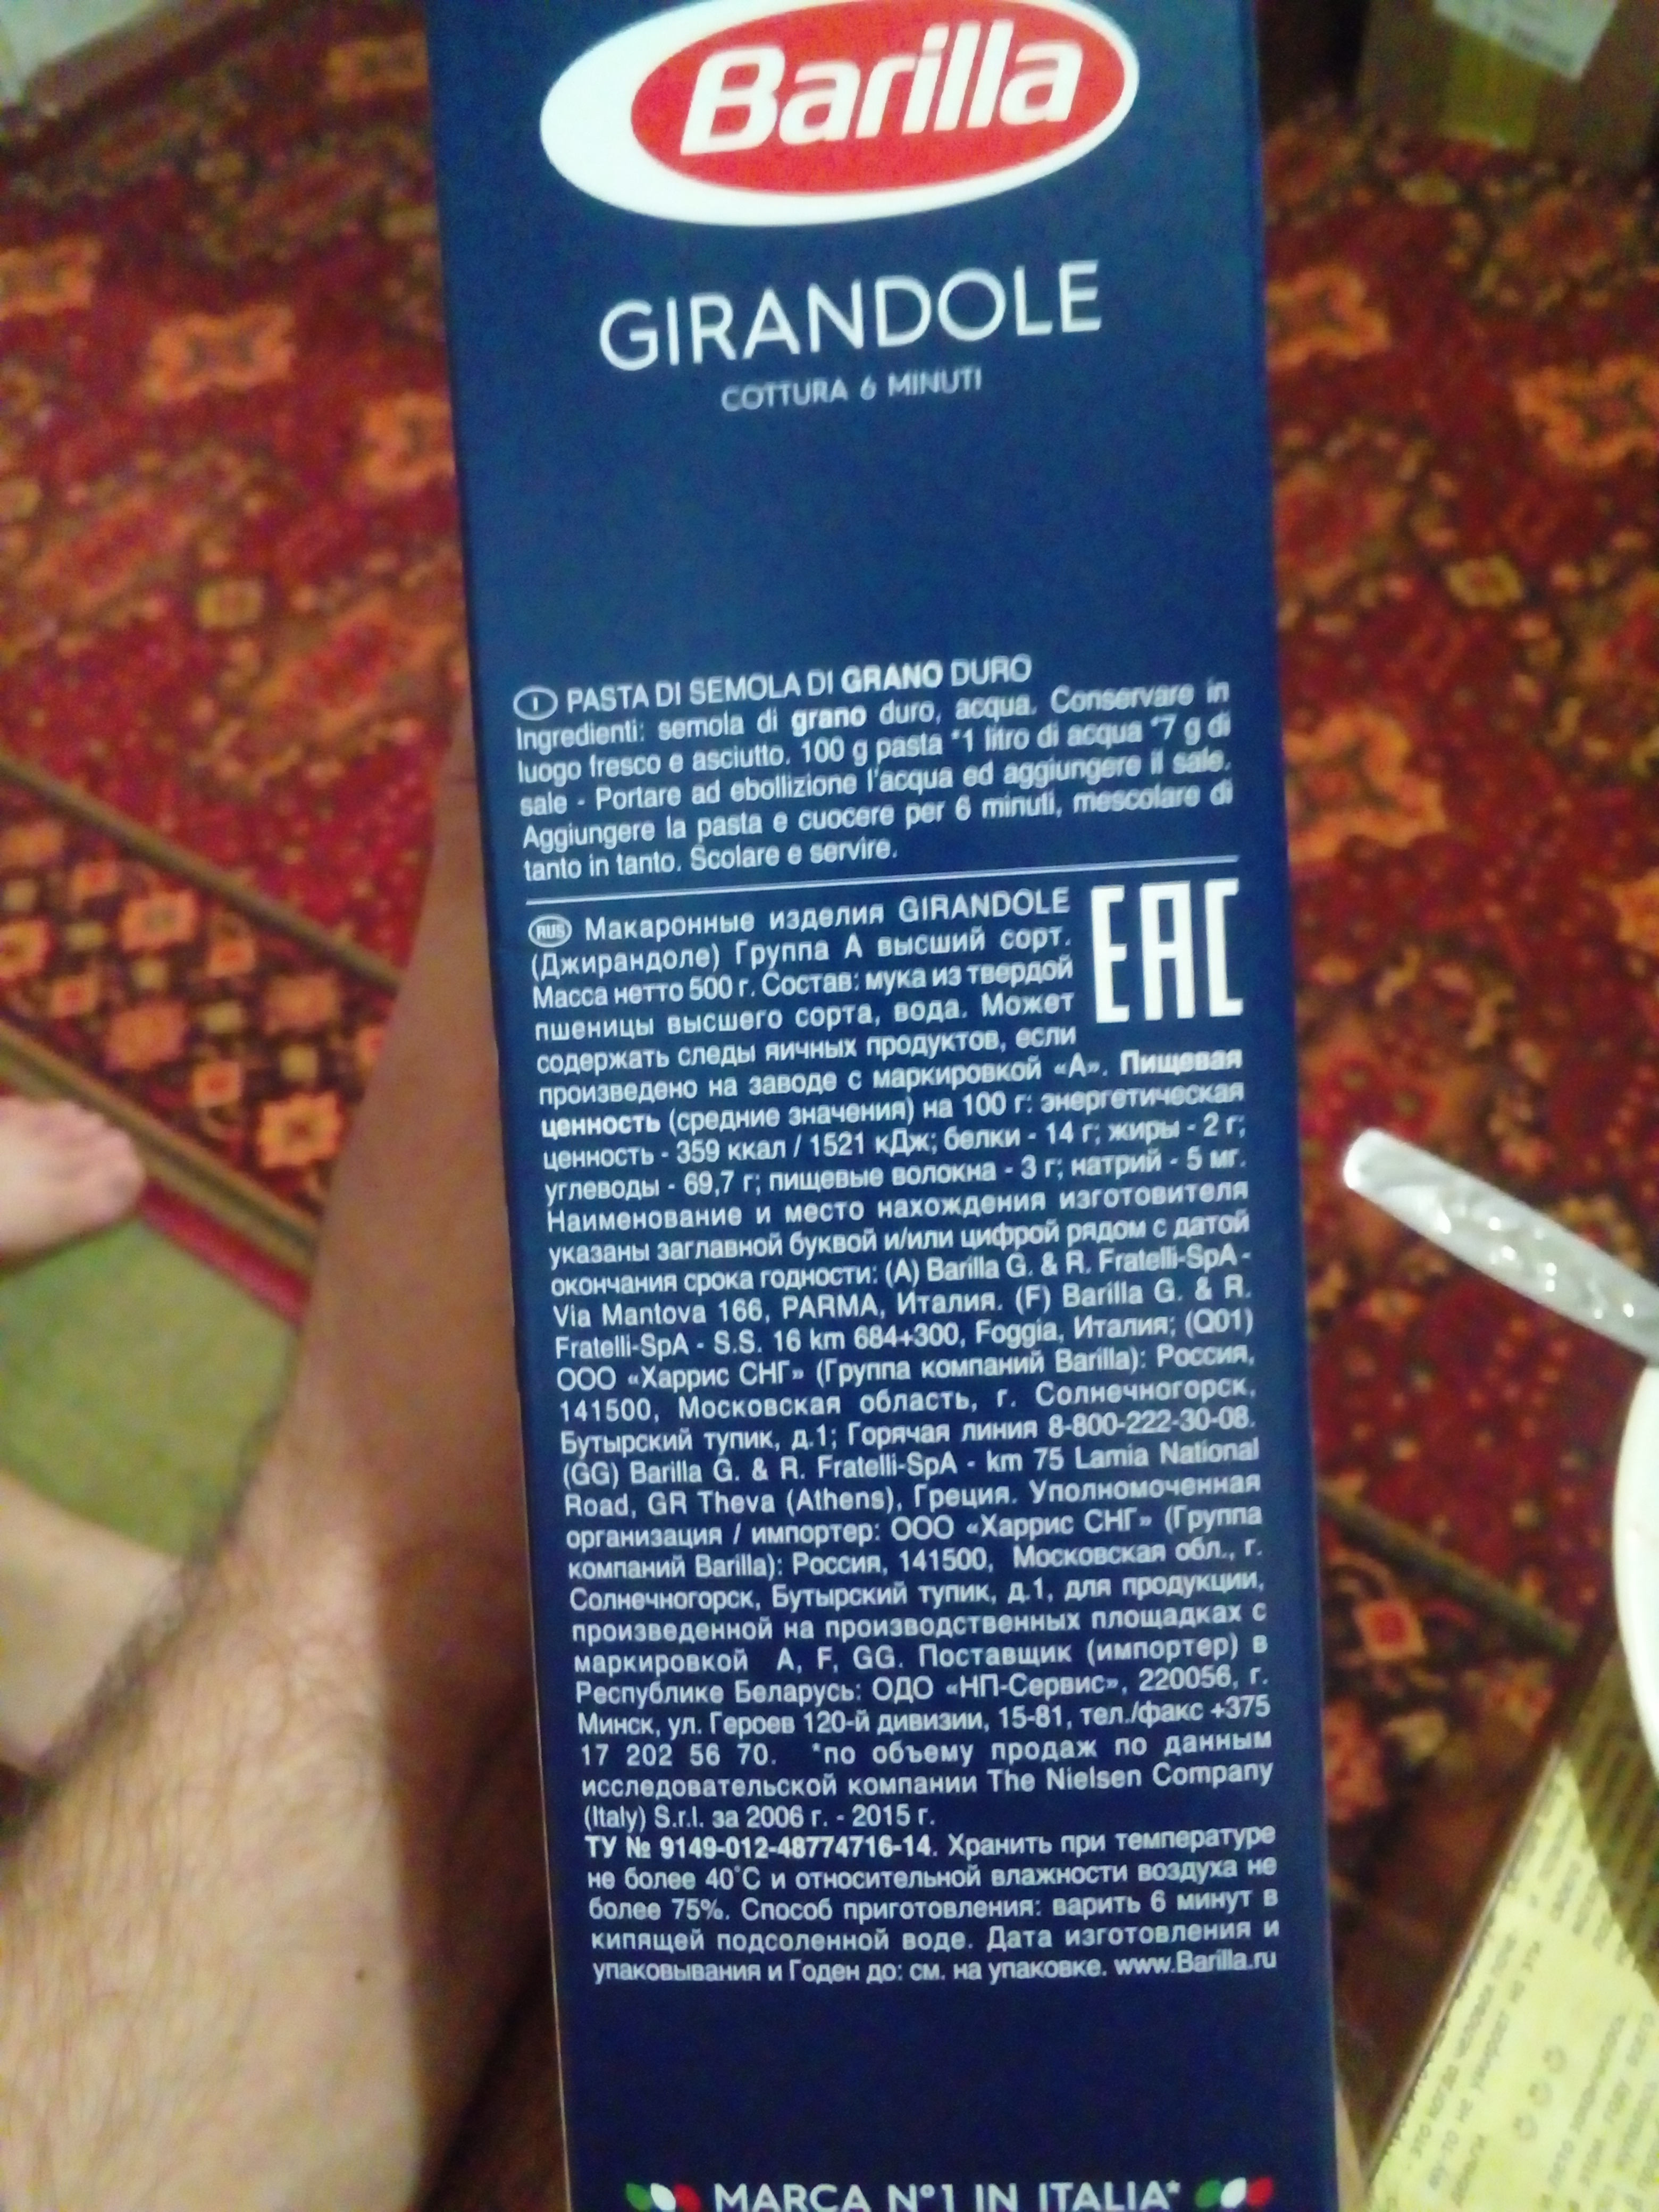 Barilla
GIRANDOLE
COTTURA 6 MINUTI
I PASTA DI SEMOLA DI GRANO DURO
Ingredienti: semola di grano duro, acqua. Conservare in
luogo fresco e asciutto. 100 g pasta *1 litro di acqua *7 g di
sale - Portare ad ebollizione l'acqua ed aggiungere il sale.
Aggiungere la pasta e cuocere per 6 minuti, mescolare di
tanto in tanto. Scolare e servire.
RUS Макаронные изделия GIRANDOLE
(Джирандоле) Группа А высший сорт.
Масса нетто 500 г. Состав: мука из твердой
пшеницы высшего сорта, вода. Может
содержать следы яичных продуктов, если
EAC
произведено на заводе с маркировкой «А». Пищевая
ценность (средние значения) на 100 г: энергетическая
ценность - 359 ккал / 1521 кДж; белки - 14 г; жиры - 2 г;
углеводы - 69,7 г; пищевые волокна - 3 г; натрий - 5 мг.
Наименование и место нахождения изготовителя
указаны заглавной буквой и/или цифрой рядом с датой
окончания срока годности: (A) Barilla G. & R. Fratelli-SpA -
Via Mantova 166, PARMA, Италия. (F) Barilla G. & R.
Fratelli-SpA - S.S. 16 km 684+300, Foggia, Италия; (Q01)
ООО «Харрис СНГ» (Группа компаний Barilla): Россия,
141500, Московская область, г. Солнечногорск,
Бутырский тупик, д.1; Горячая линия 8-800-222-30-08.
(GG) Barilla G. & R. Fratelli-SpA - km 75 Lamia National
Road, GR Theva (Athens), Греция. Уполномоченная
организация / импортер: ООО «Харрис СНГ» (Группа
компаний Barilla): Россия, 141500, Московская обл., г.
Солнечногорск, Бутырский тупик, д.1, для продукции,
произведенной на производственных площадках с
маркировкой A, F, GG. Поставщик (импортер) в
Республике Беларусь: ОДО «НП-Сервис», 220056, г.
Минск, ул. Героев 120-й дивизии, 15-81, тел./факс +375
17 202 56 70. *по объему продаж по данным
исследовательской компании The Nielsen Company
(Italy) S.r.l. за 2006 г. - 2015 г.
ТУ № 9149-012-48774716-14. Хранить при температуре
не более 40°С и относительной влажности воздуха не
более 75%. Способ приготовления: варить 6 минут в
кипящей подсоленной воде. Дата изготовления и
упаковывания и Годен до: см. на упаковке. www.Barilla.ru
MARCA N°1 IN ITALIA*